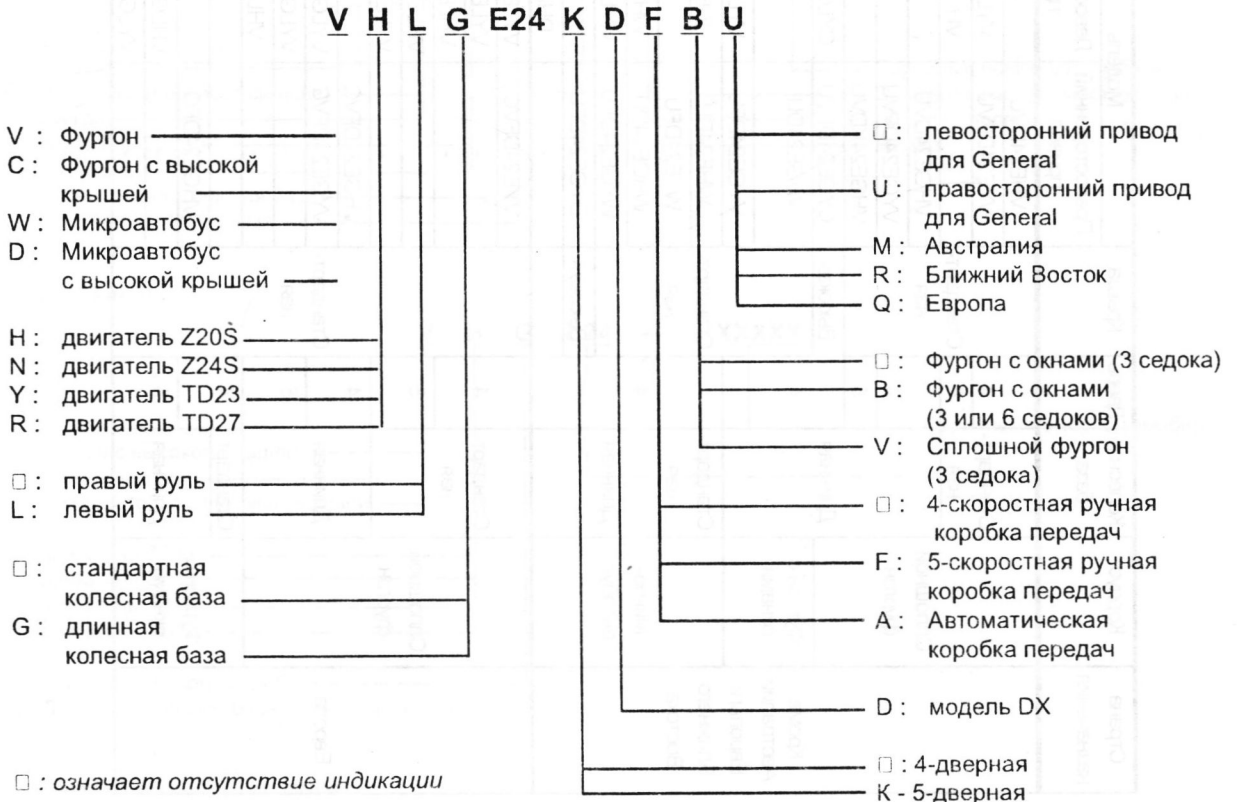 V H L G E24 K D F B U
V : Фургон
C : Фургон с высокой
крышей
W : Микроавтобус
D : Микроавтобус
с высокой крышей
H : двигатель Z20S
N : двигатель Z24S
Y : двигатель TD23
R : двигатель TD27
□ : правый руль
L : левый руль
□ : стандартная
колесная база
G : длинная
колесная база
□ : означает отсутствие индикации
□ : левосторонний привод
для General
U : правосторонний привод
для General
M : Австралия
R : Ближний Восток
Q : Европа
□ : Фургон с окнами (3 седока)
B : Фургон с окнами
(3 или 6 седоков)
V : Сплошной фургон
(3 седока)
□ : 4-скоростная ручная
коробка передач
F : 5-скоростная ручная
коробка передач
A : Автоматическая
коробка передач
D : модель DX
□ : 4-дверная
K - 5-дверная